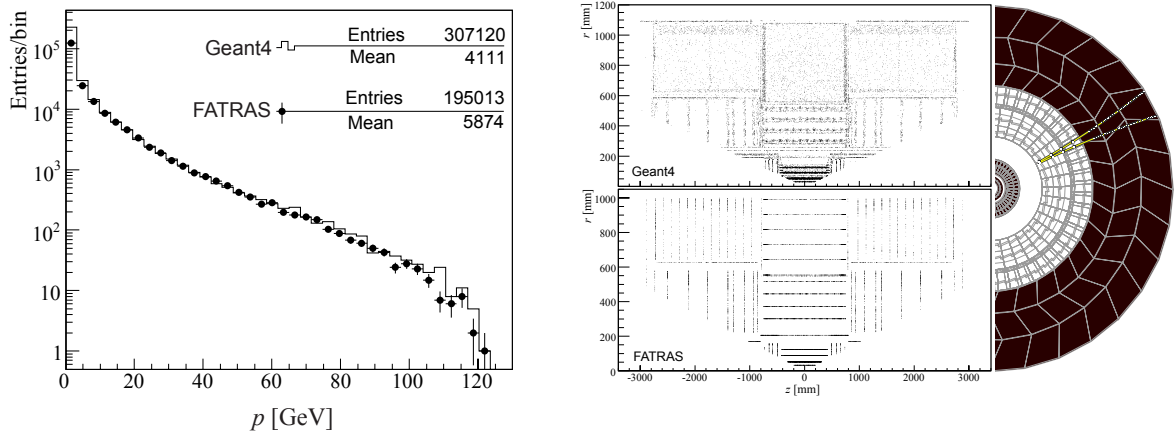 Entries/bin
10^5
10^4
10^3
10^2
10
1
0 20 40 60 80 100 120
p [GeV]
Geant4
Entries 307120
Mean 4111
FATRAS
Entries 195013
Mean 5874
r [mm]
1200
1000
800
600
400
200
0
Geant4
r [mm]
1000
800
600
400
200
0
FATRAS
-3000 -2000 -1000 0 1000 2000 3000
z [mm]